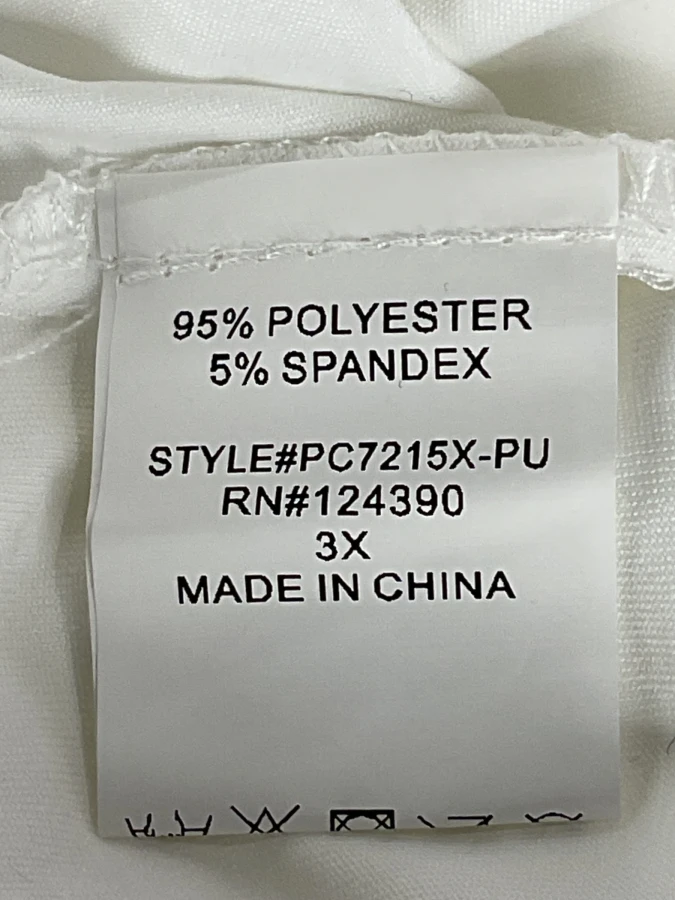 95% POLYESTER
5% SPANDEX
STYLE#PC7215X-PU
RN#124390
3X
MADE IN CHINA